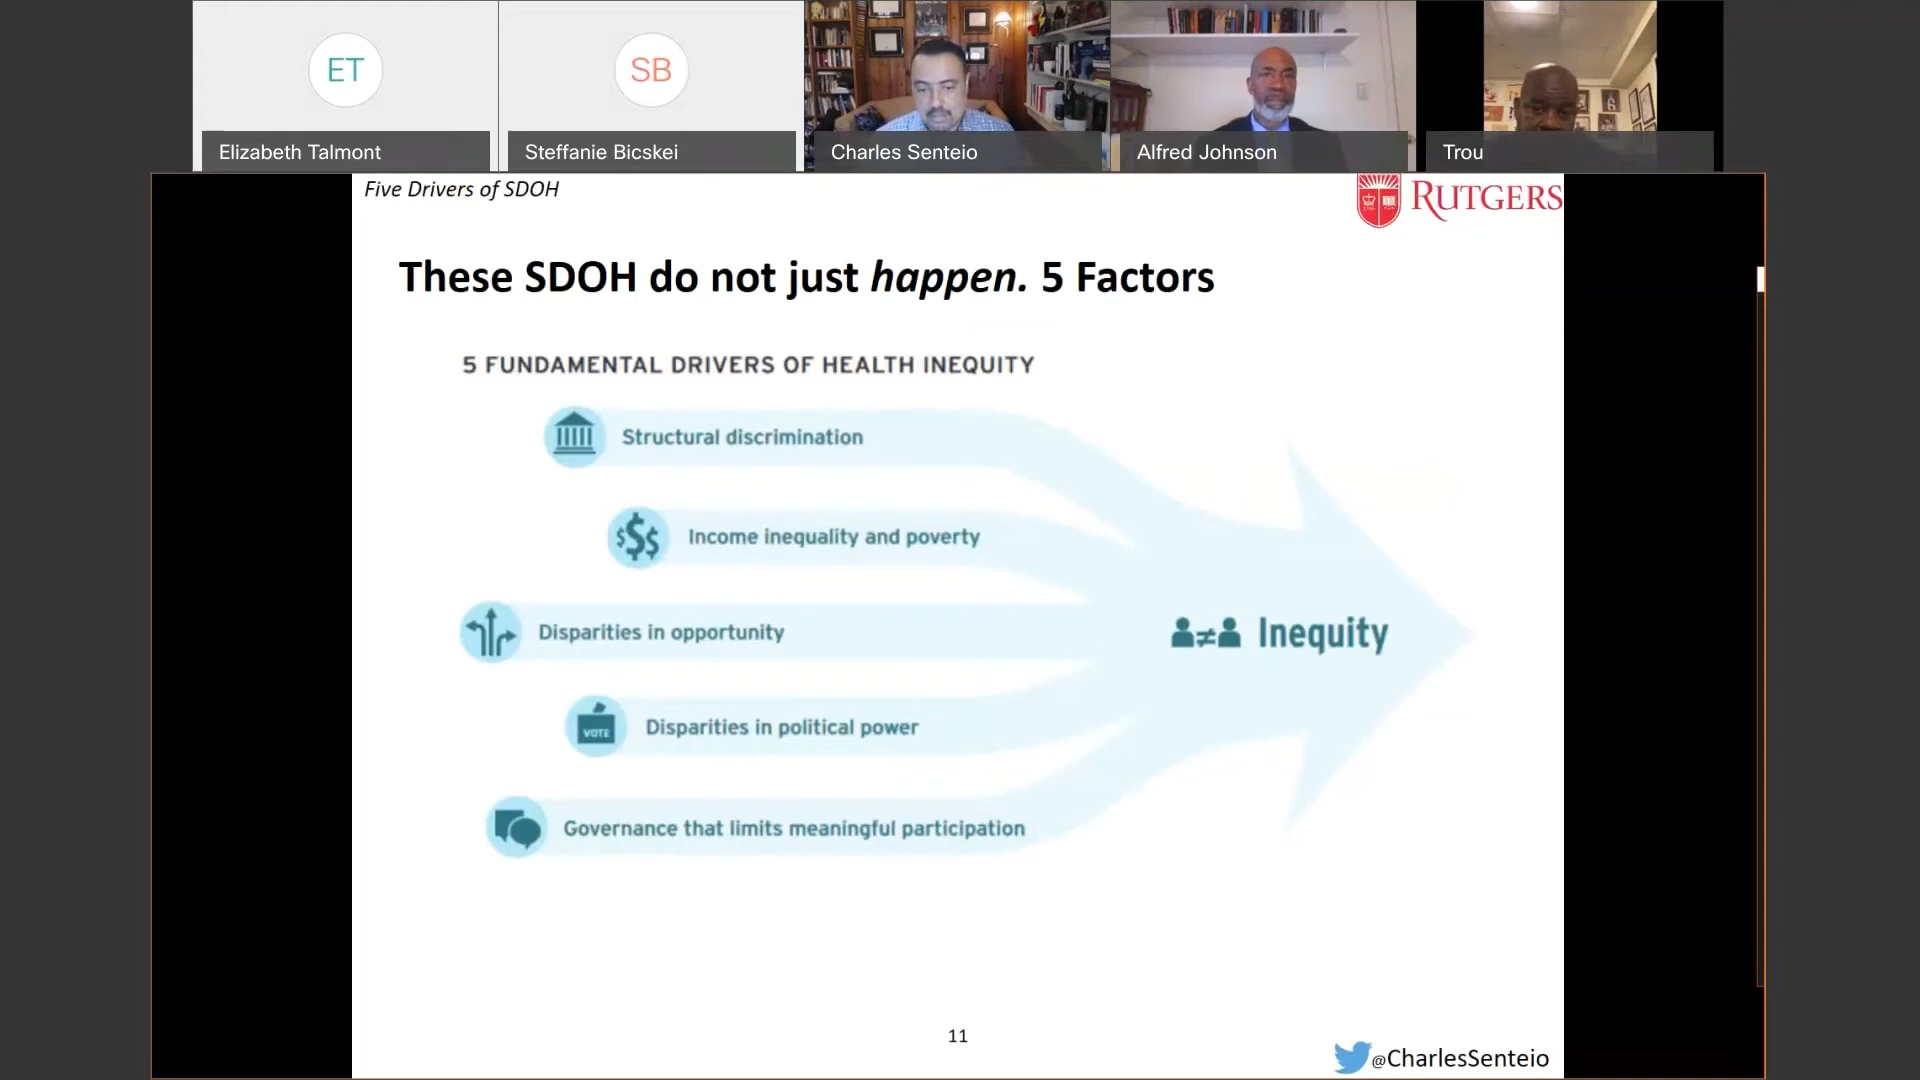 ET
SB
Elizabeth Talmont
Steffanie Bicskei
Charles Senteio
Alfred Johnson
Trou
Five Drivers of SDOH
RUTGERS
These SDOH do not just happen. 5 Factors
5 FUNDAMENTAL DRIVERS OF HEALTH INEQUITY
Structural discrimination
$$$
Income inequality and poverty
Disparities in opportunity
≠ Inequity
VOTE
Disparities in political power
Governance that limits meaningful participation
11
@CharlesSenteio